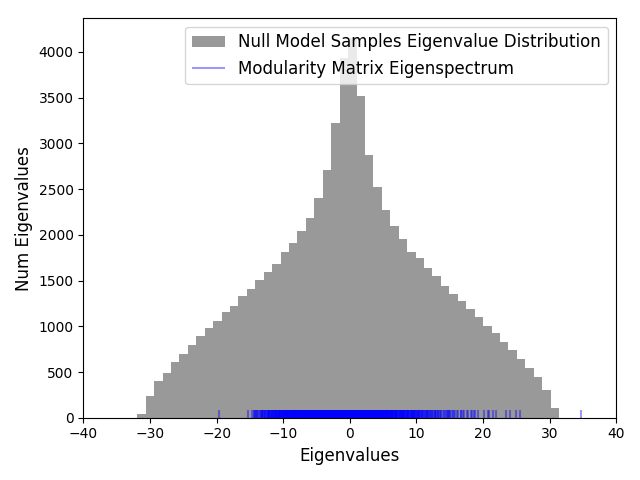 Null Model Samples Eigenvalue Distribution
Modularity Matrix Eigenspectrum
Num Eigenvalues
4000
3500
3000
2500
2000
1500
1000
500
0
−40 −30 −20 −10 0 10 20 30 40
Eigenvalues